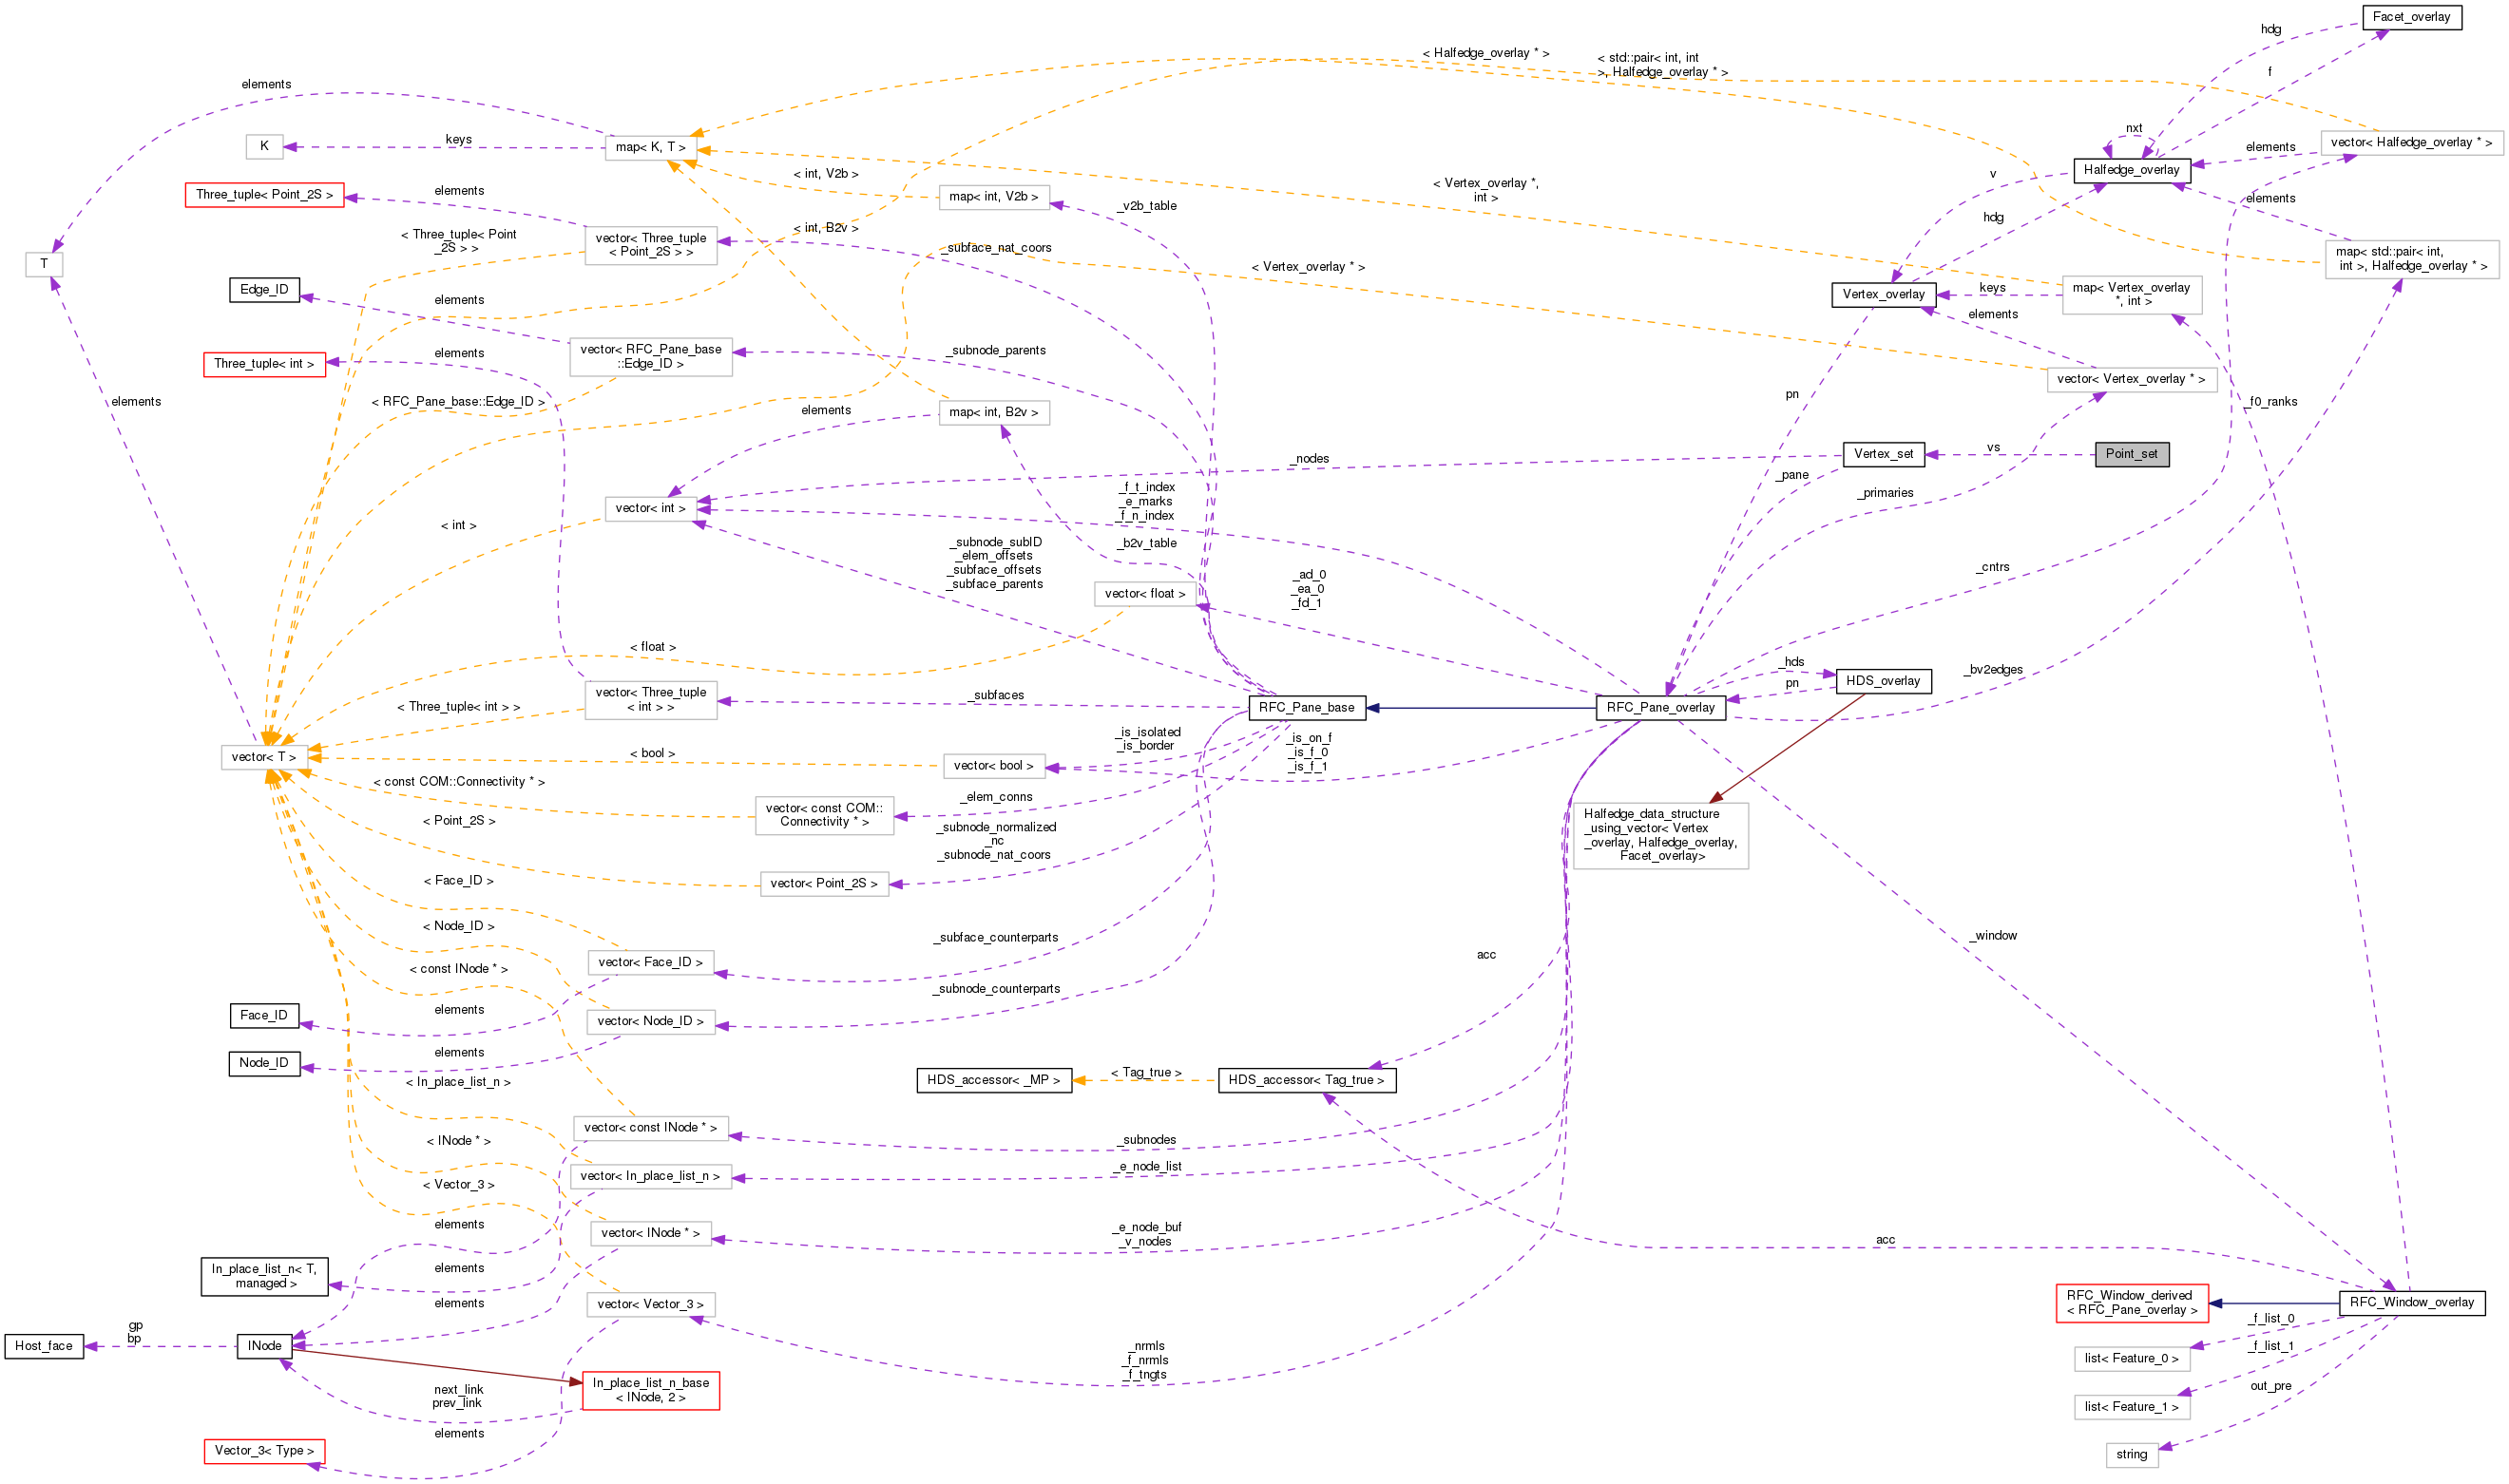 Facet_overlay
hdg
f
< Halfedge_overlay * >
< std::pair< int, int
>, Halfedge_overlay * >
elements
K
keys
map< K, T >
nxt
vector< Halfedge_overlay * >
elements
Halfedge_overlay
< int, V2b >
v
Three_tuple< Point_2S >
elements
map< int, V2b >
_v2b_table
< Vertex_overlay *,
int >
hdg
elements
< Three_tuple< Point
_2S > >
vector< Three_tuple
< Point_2S > >
< int, B2v >
_subface_nat_coors
T
< Vertex_overlay * >
map< std::pair< int,
int >, Halfedge_overlay * >
Edge_ID
elements
Vertex_overlay
keys
map< Vertex_overlay
*, int >
elements
Three_tuple< int >
elements
vector< RFC_Pane_base
::Edge_ID >
_subnode_parents
vector< Vertex_overlay * >
elements
< RFC_Pane_base::Edge_ID >
elements
map< int, B2v >
pn
_f0_ranks
_nodes
Vertex_set
vs
Point_set
_pane
_primaries
< int >
vector< int >
_f_t_index
_e_marks
_f_n_index
_subnode_subID
_elem_offsets
_subface_offsets
_subface_parents
_b2v_table
vector< float >
_ad_0
_ea_0
_fd_1
_cntrs
< float >
_hds
HDS_overlay
pn
_bv2edges
vector< Three_tuple
< int > >
_subfaces
RFC_Pane_base
RFC_Pane_overlay
< Three_tuple< int > >
vector< T >
< bool >
vector< bool >
_is_isolated
_is_border
_is_on_f
_is_f_0
_is_f_1
< const COM::Connectivity * >
vector< const COM::
Connectivity * >
_elem_conns
Halfedge_data_structure
_using_vector< Vertex
_overlay, Halfedge_overlay,
Facet_overlay>
< Point_2S >
_subnode_normalized
_nc
_subnode_nat_coors
vector< Point_2S >
< Face_ID >
< Node_ID >
_subface_counterparts
_window
vector< Face_ID >
< const INode * >
acc
Face_ID
elements
vector< Node_ID >
_subnode_counterparts
Node_ID
elements
< In_place_list_n >
HDS_accessor< _MP >
< Tag_true >
HDS_accessor< Tag_true >
vector< const INode * >
_subnodes
< INode * >
vector< In_place_list_n >
_e_node_list
< Vector_3 >
elements
vector< INode * >
_e_node_buf
_v_nodes
acc
In_place_list_n< T,
managed >
elements
elements
vector< Vector_3 >
RFC_Window_derived
< RFC_Pane_overlay >
RFC_Window_overlay
Host_face
gp
bp
INode
_nrmls
_f_nrmls
_f_tngts
_f_list_0
_f_list_1
list< Feature_0 >
next_link
prev_link
In_place_list_n_base
< INode, 2 >
out_pre
list< Feature_1 >
elements
Vector_3< Type >
string